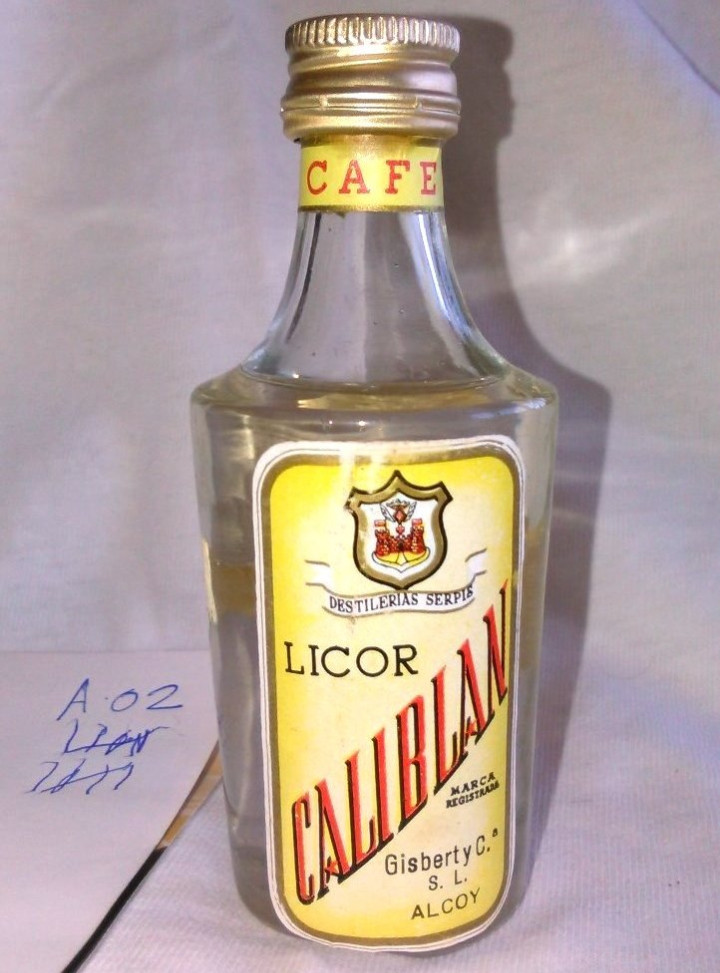 CAFE
DESTILERIAS SERPIS
LICOR
CALIBLAN
MARCA
REGISTRADA
Gisbert y C.ª
S. L.
ALCOY
A.02